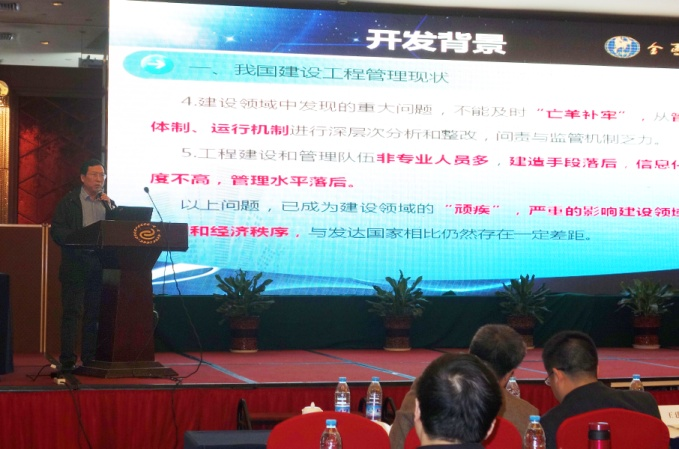 开发背景
一、我国建设工程管理现状
4.建设领域中发现的重大问题，不能及时“亡羊补牢”，从管
体制、运行机制进行深层次分析和整改，问责与监管机制乏力。
5.工程建设和管理队伍非专业人员多，建造手段落后，信息化
度不高，管理水平落后。
以上问题，已成为建设领域的“顽疾”，严重的影响建设领域
和经济秩序，与发达国家相比仍然存在一定差距。